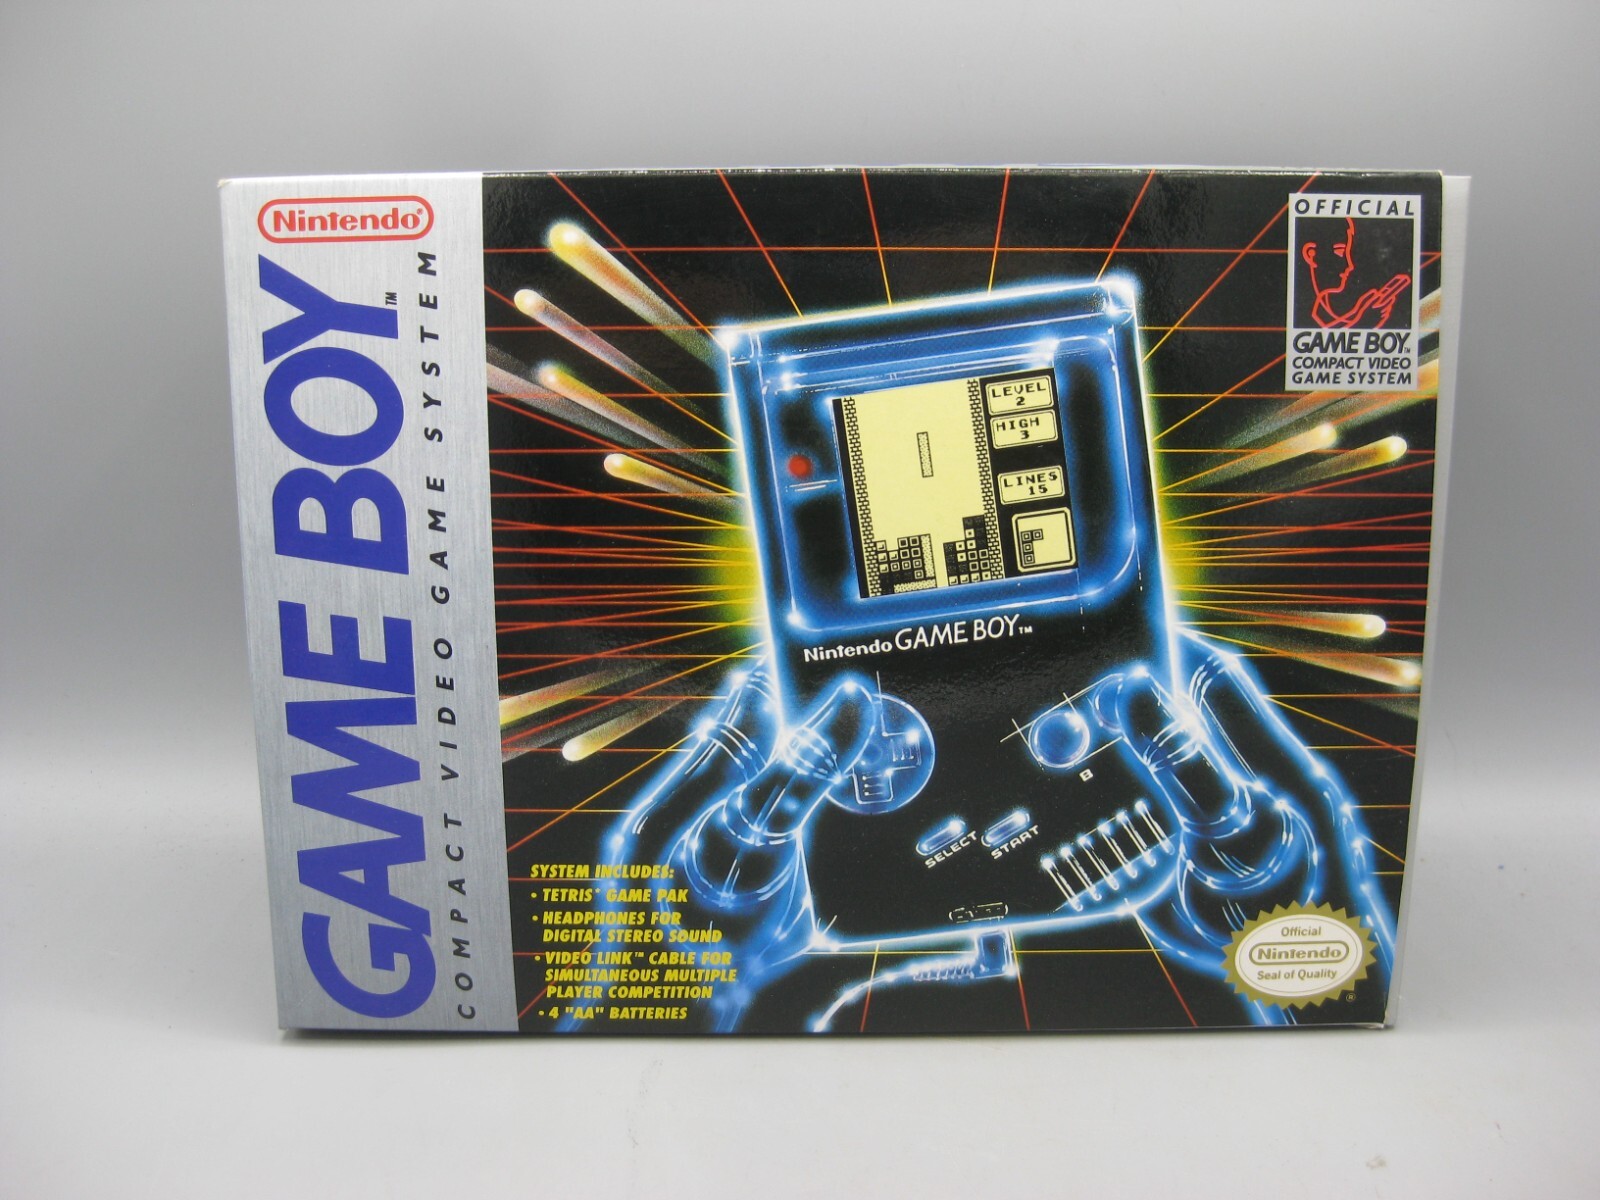 Nintendo®
GAME BOY™
COMPACT VIDEO GAME SYSTEM
OFFICIAL
GAME BOY™
COMPACT VIDEO
GAME SYSTEM
LEVEL
2
HIGH
3
LINES
15
Nintendo GAME BOY™
B
SELECT
START
SYSTEM INCLUDES:
• TETRIS® GAME PAK
• HEADPHONES FOR
DIGITAL STEREO SOUND
• VIDEO LINK™ CABLE FOR
SIMULTANEOUS MULTIPLE
PLAYER COMPETITION
• 4 "AA" BATTERIES
Official
Nintendo
Seal of Quality
®